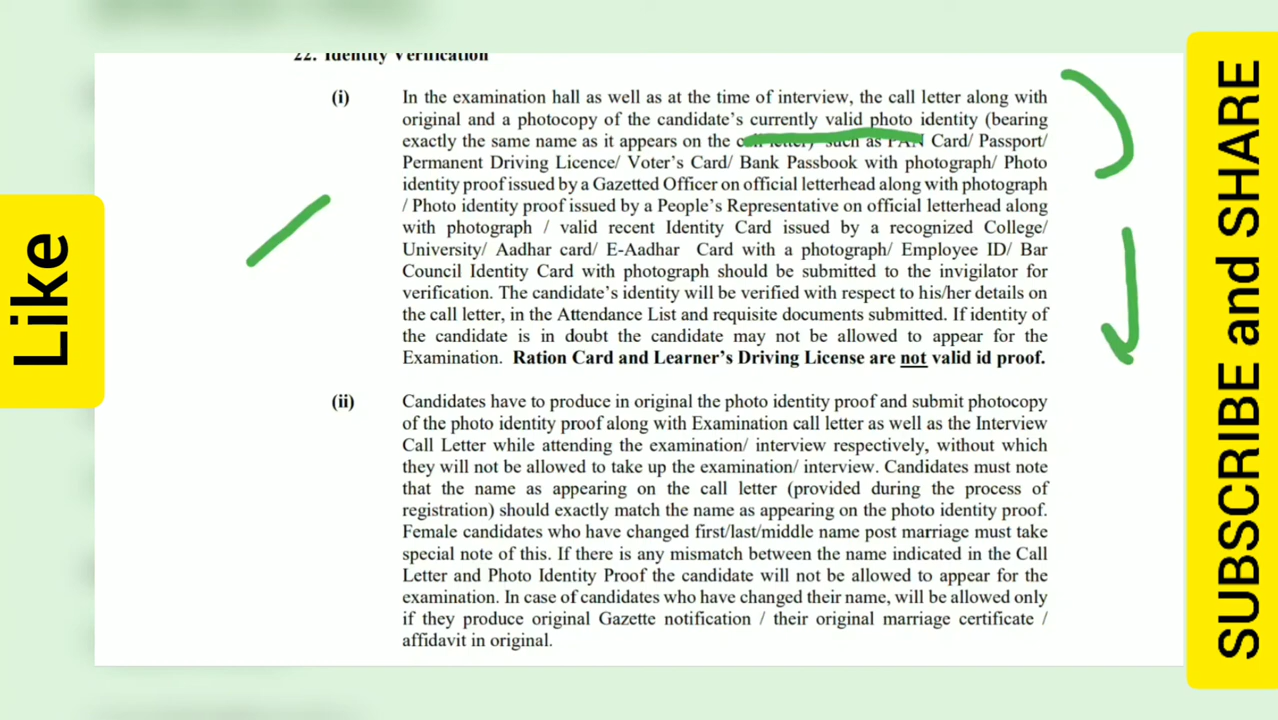 22. Identity Verification
(i) In the examination hall as well as at the time of interview, the call letter along with
original and a photocopy of the candidate's currently valid photo identity (bearing
exactly the same name as it appears on the call letter) such as PAN Card/ Passport/
Permanent Driving Licence/ Voter's Card/ Bank Passbook with photograph/ Photo
identity proof issued by a Gazetted Officer on official letterhead along with photograph
/ Photo identity proof issued by a People's Representative on official letterhead along
with photograph / valid recent Identity Card issued by a recognized College/
University/ Aadhar card/ E-Aadhar Card with a photograph/ Employee ID/ Bar
Council Identity Card with photograph should be submitted to the invigilator for
verification. The candidate's identity will be verified with respect to his/her details on
the call letter, in the Attendance List and requisite documents submitted. If identity of
the candidate is in doubt the candidate may not be allowed to appear for the
Examination. Ration Card and Learner's Driving License are not valid id proof.
(ii) Candidates have to produce in original the photo identity proof and submit photocopy
of the photo identity proof along with Examination call letter as well as the Interview
Call Letter while attending the examination/ interview respectively, without which
they will not be allowed to take up the examination/ interview. Candidates must note
that the name as appearing on the call letter (provided during the process of
registration) should exactly match the name as appearing on the photo identity proof.
Female candidates who have changed first/last/middle name post marriage must take
special note of this. If there is any mismatch between the name indicated in the Call
Letter and Photo Identity Proof the candidate will not be allowed to appear for the
examination. In case of candidates who have changed their name, will be allowed only
if they produce original Gazette notification / their original marriage certificate /
affidavit in original.
Like
SUBSCRIBE and SHARE